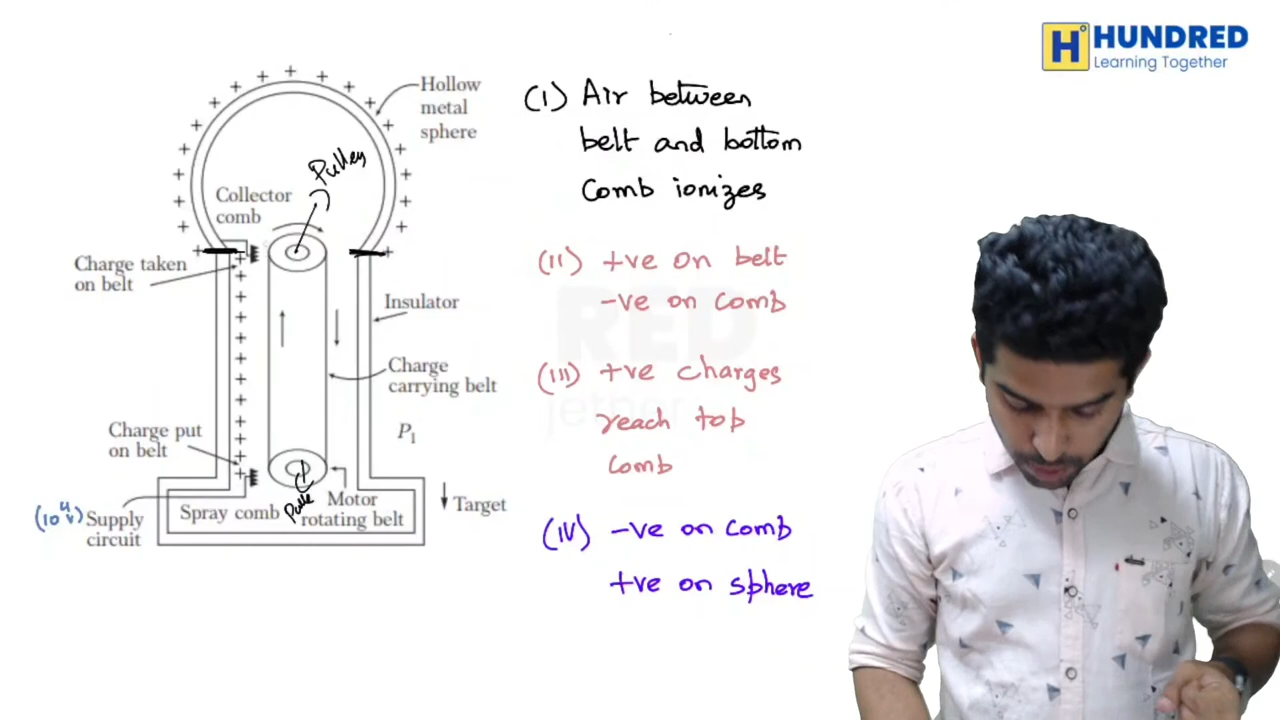 H HUNDRED
Learning Together
Hollow
metal
sphere
Pulley
Collector
comb
Charge taken
on belt
Insulator
Charge
carrying belt
Charge put
on belt
P1
(10⁴ v) Supply
circuit
Spray comb
Pulle
Motor
rotating belt
Target
(I) Air between
belt and bottom
Comb ionizes
(II) +ve on belt
-ve on comb
(III) +ve charges
reach top
comb
(IV) -ve on comb
+ve on sphere
RED